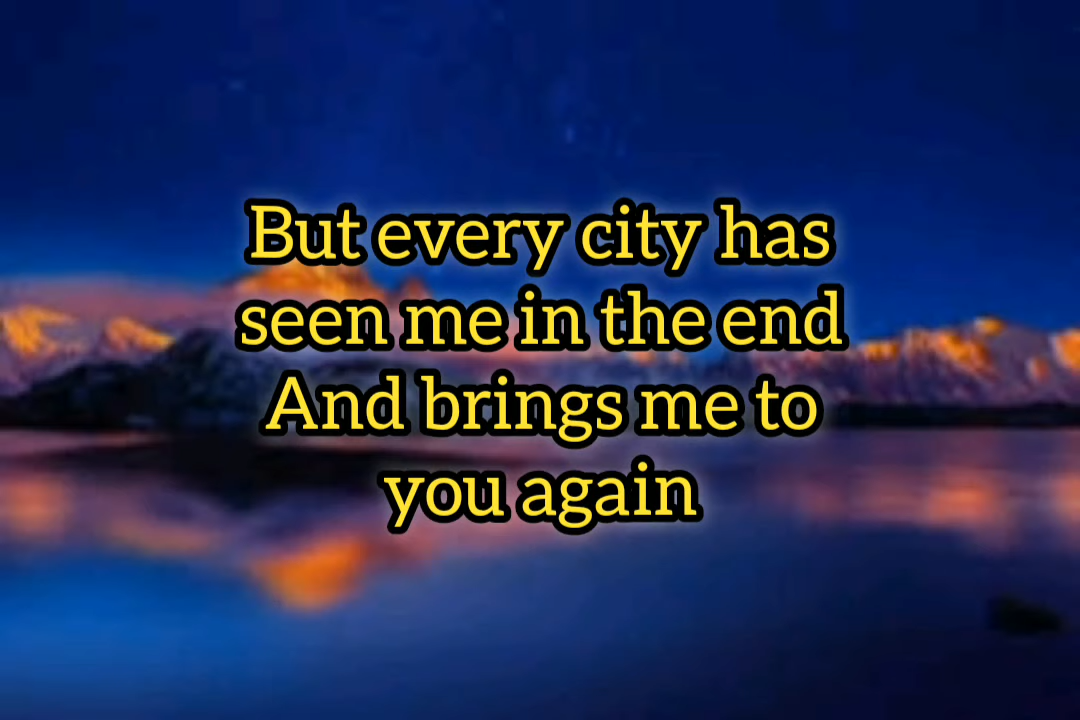 But every city has
seen me in the end
And brings me to
you again